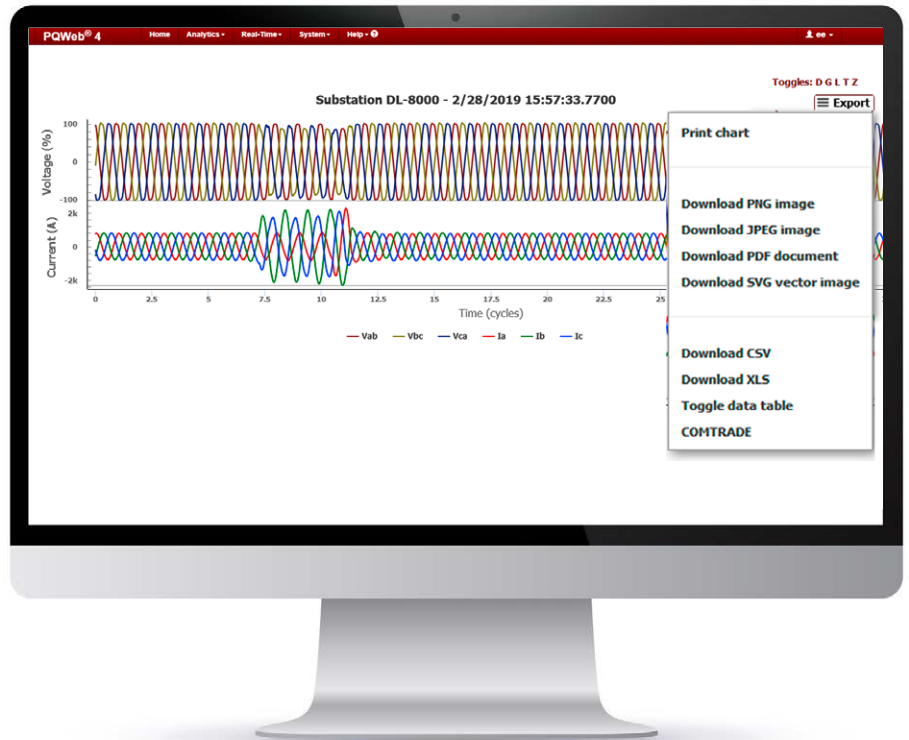 PQWeb® 4 Home Analytics Real-Time System Help ee
Toggles: D G L T Z
Substation DL-8000 - 2/28/2019 15:57:33.7700
Export
Print chart
Download PNG image
Download JPEG image
Download PDF document
Download SVG vector image
Download CSV
Download XLS
Toggle data table
COMTRADE
Voltage (%)
100
0
-100
Current (A)
2k
0
-2k
0 2.5 5 7.5 10 12.5 15 17.5 20 22.5 25
Time (cycles)
Vab Vbc Vca Ia Ib Ic